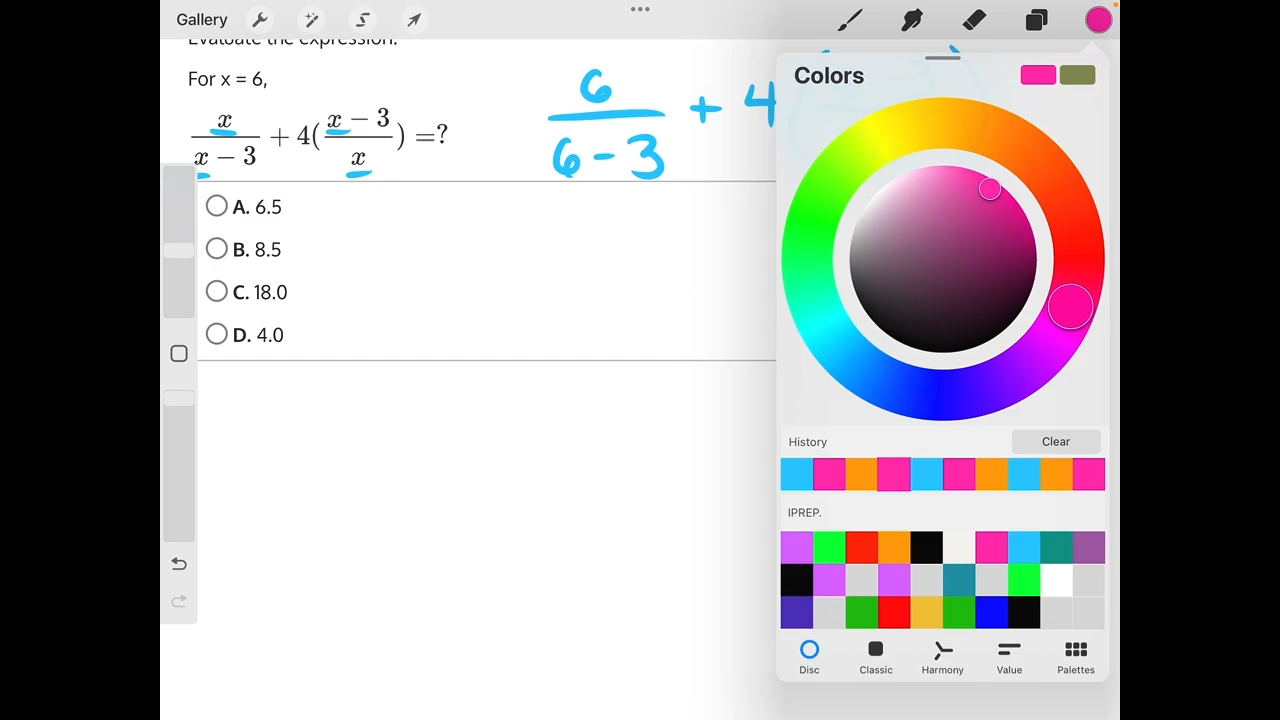 Gallery
Evaluate the expression.
For x = 6,
x / x − 3 + 4( x − 3 / x ) =?
6 / 6 − 3 + 4
A. 6.5
B. 8.5
C. 18.0
D. 4.0
Colors
History
Clear
IPREP.
Disc Classic Harmony Value Palettes